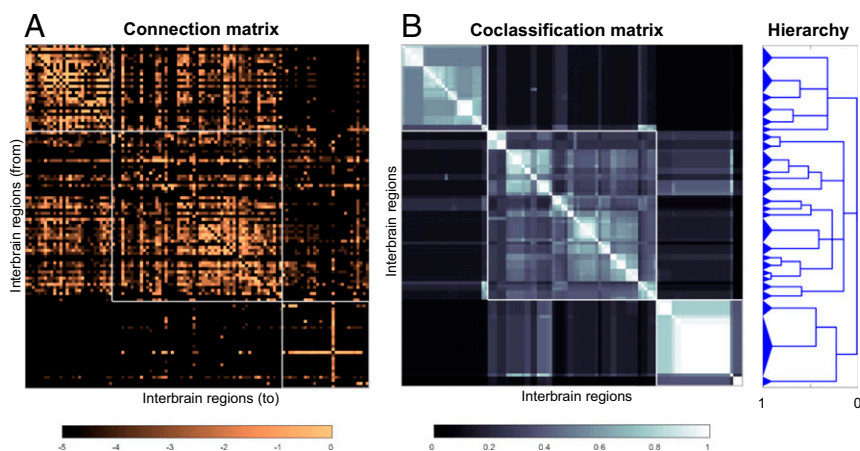 A
Connection matrix
B
Coclassification matrix
Hierarchy
Interbrain regions (from)
Interbrain regions
Interbrain regions (to)
Interbrain regions
1 0
-5 -4 -3 -2 -1 0
0 0.2 0.4 0.6 0.8 1